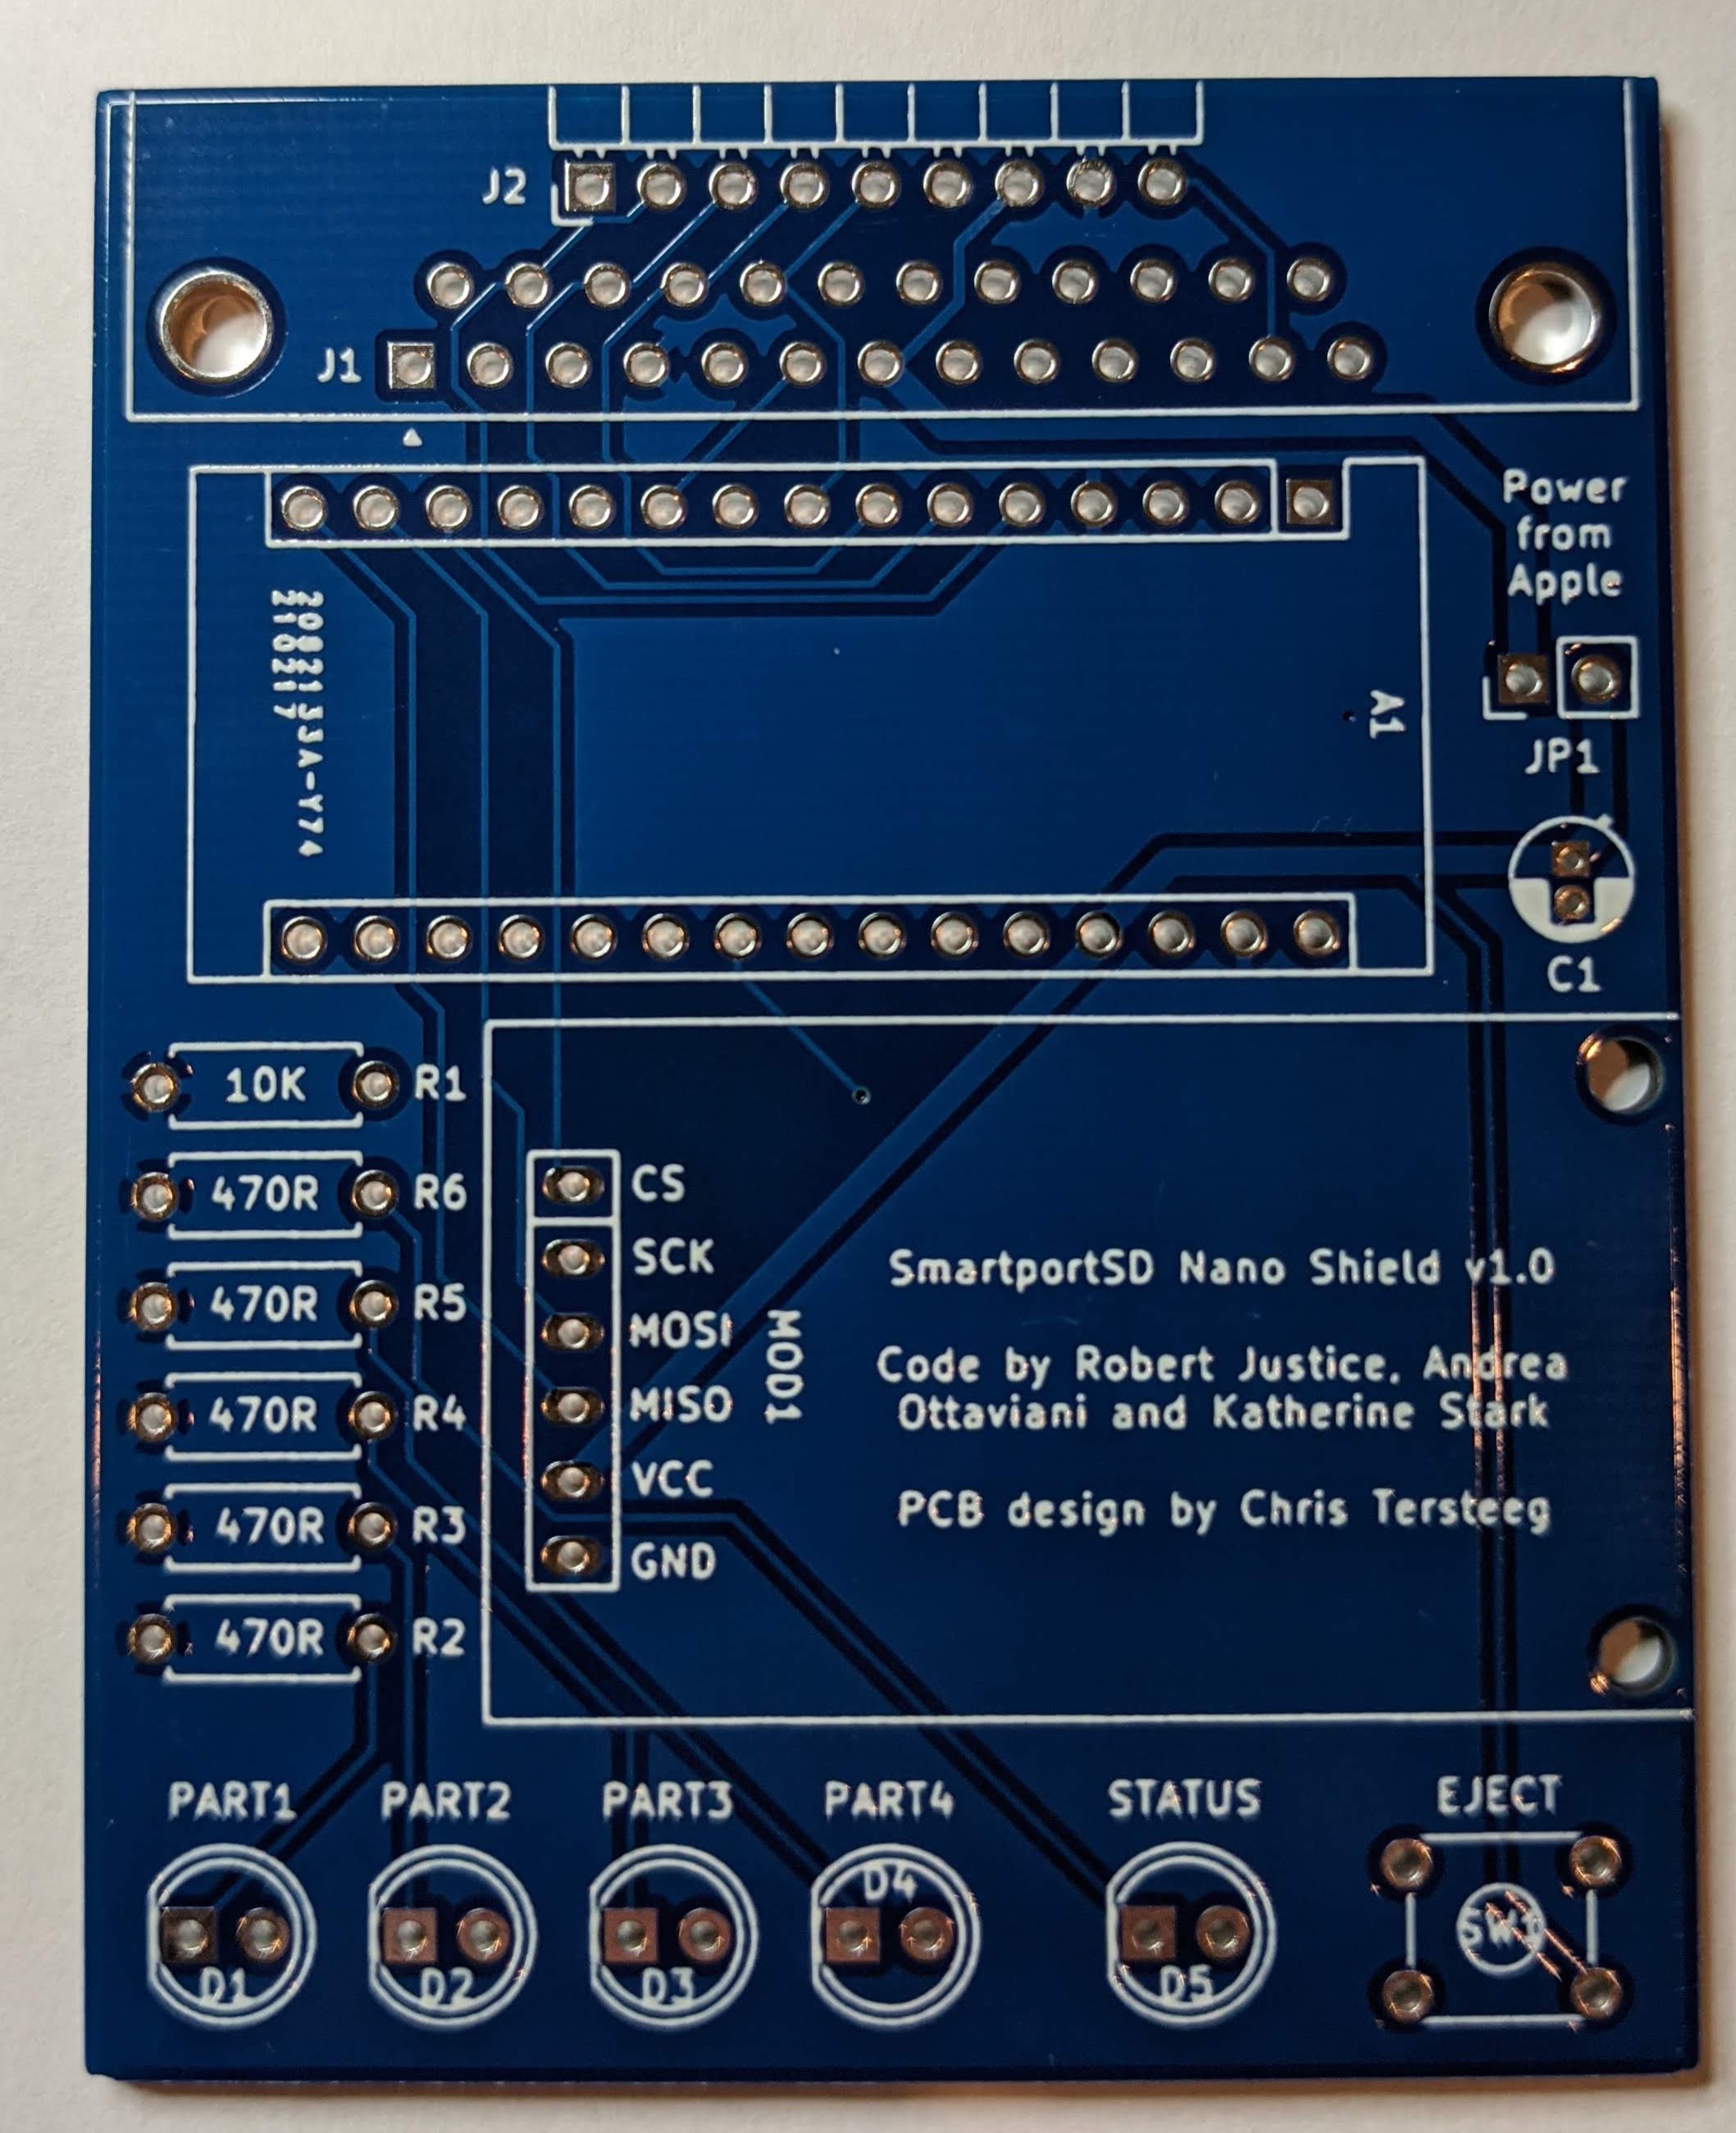 J2
J1
Power
from
Apple
2082133A-Y74
210217
A1
JP1
C1
10K R1
470R R6
470R R5
470R R4
470R R3
470R R2
CS
SCK
MOSI
MISO
VCC
GND
MOD1
SmartportSD Nano Shield v1.0
Code by Robert Justice, Andrea
Ottaviani and Katherine Stark
PCB design by Chris Tersteeg
PART1 PART2 PART3 PART4 STATUS EJECT
D1 D2 D3 D4 D5 SW1